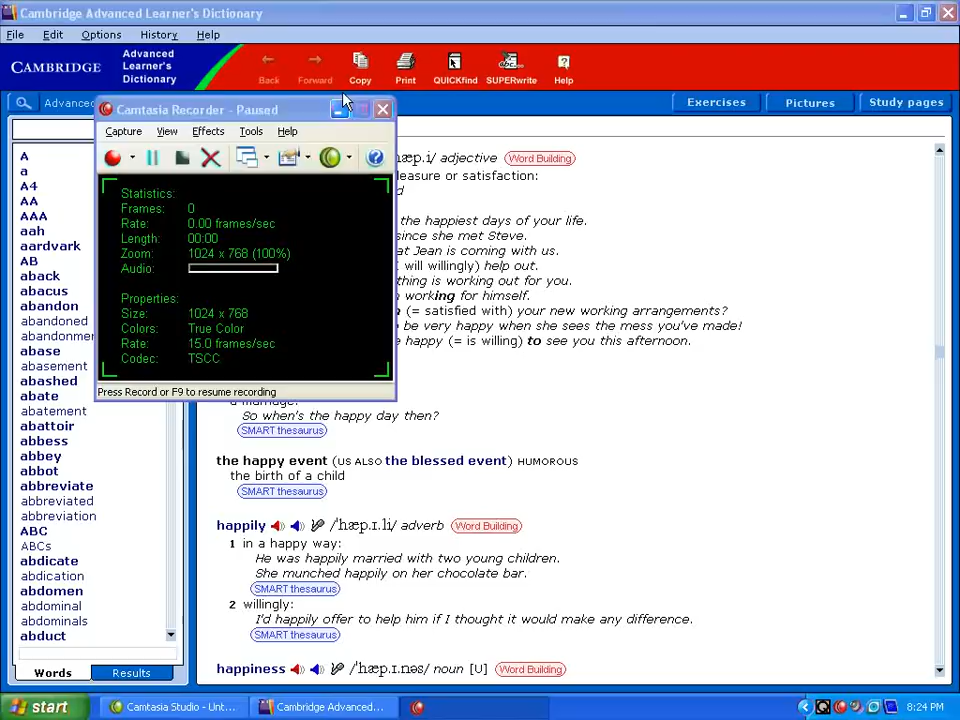 Cambridge Advanced Learner's Dictionary
File Edit Options History Help
CAMBRIDGE
Advanced
Learner's
Dictionary
Back Forward Copy Print QUICKfind SUPERwrite Help
Advanced
Exercises Pictures Study pages
Camtasia Recorder - Paused
Capture View Effects Tools Help
Statistics:
Frames: 0
Rate: 0.00 frames/sec
Length: 00:00
Zoom: 1024 x 768 (100%)
Audio:
Properties:
Size: 1024 x 768
Colors: True Color
Rate: 15.0 frames/sec
Codec: TSCC
Press Record or F9 to resume recording
A
a
A4
AA
AAA
aah
aardvark
AB
aback
abacus
abandon
abandoned
abandonmen
abase
abasement
abashed
abate
abatement
abattoir
abbess
abbey
abbot
abbreviate
abbreviated
abbreviation
ABC
ABCs
abdicate
abdication
abdomen
abdominal
abdominals
abduct
Words Results
hæp.i/ adjective Word Building
leasure or satisfaction:
the happiest days of your life.
since she met Steve.
at Jean is coming with us.
will willingly) help out.
thing is working out for you.
working for himself.
(= satisfied with) your new working arrangements?
be very happy when she sees the mess you've made!
happy (= is willing) to see you this afternoon.
a marriage:
So when's the happy day then?
SMART thesaurus
the happy event (US ALSO the blessed event) HUMOROUS
the birth of a child
SMART thesaurus
happily /ˈhæp.ɪ.li/ adverb Word Building
1 in a happy way:
He was happily married with two young children.
She munched happily on her chocolate bar.
SMART thesaurus
2 willingly:
I'd happily offer to help him if I thought it would make any difference.
SMART thesaurus
happiness /ˈhæp.ɪ.nəs/ noun [U] Word Building
start Camtasia Studio - Unt... Cambridge Advanced... 8:24 PM